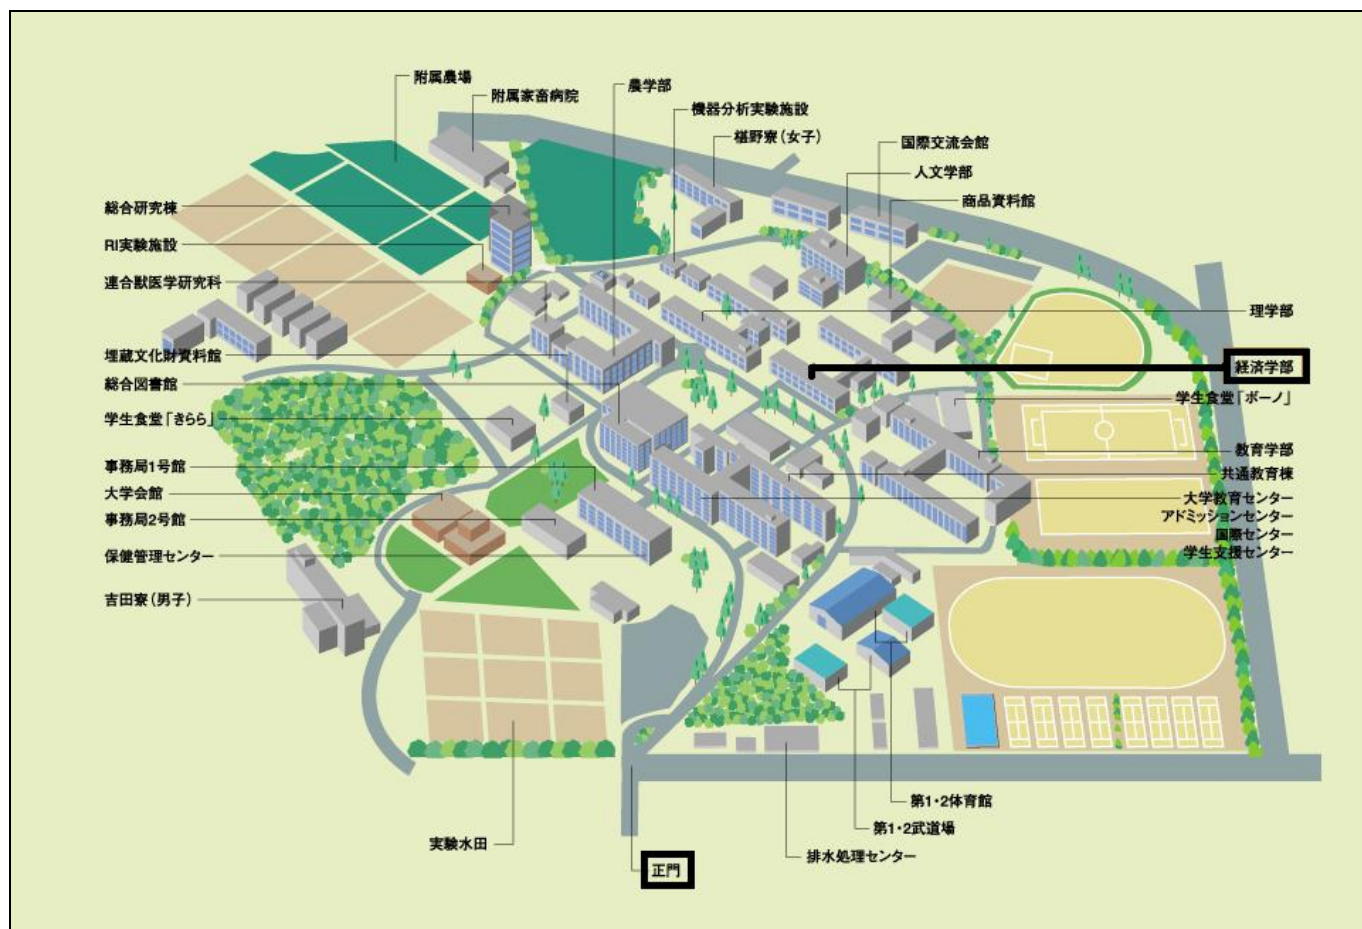 附属農場
附属家畜病院
農学部
機器分析実験施設
椹野寮(女子)
国際交流会館
人文学部
商品資料館
総合研究棟
RI実験施設
連合獣医学研究科
理学部
埋蔵文化財資料館
経済学部
総合図書館
学生食堂「ボーノ」
学生食堂「きらら」
教育学部
事務局1号館
共通教育棟
大学会館
大学教育センター
事務局2号館
アドミッションセンター
国際センター
保健管理センター
学生支援センター
吉田寮(男子)
第1・2体育館
第1・2武道場
実験水田
排水処理センター
正門